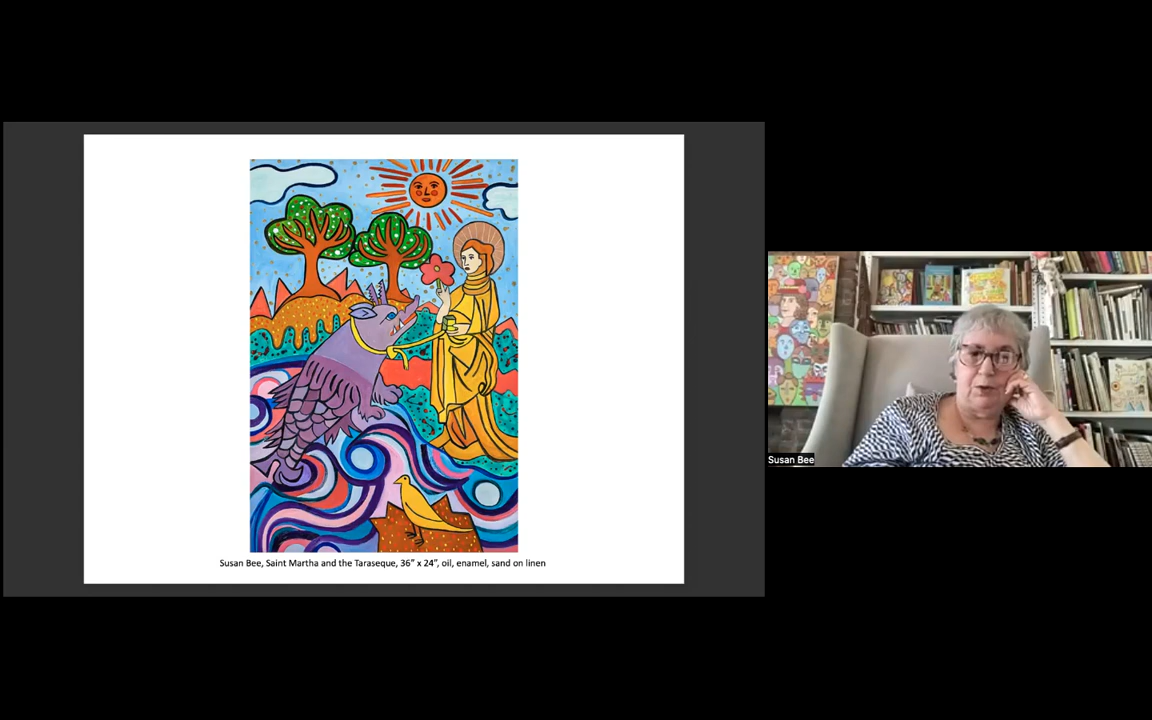 Susan Bee, Saint Martha and the Taraseque, 36” x 24”, oil, enamel, sand on linen
Susan Bee